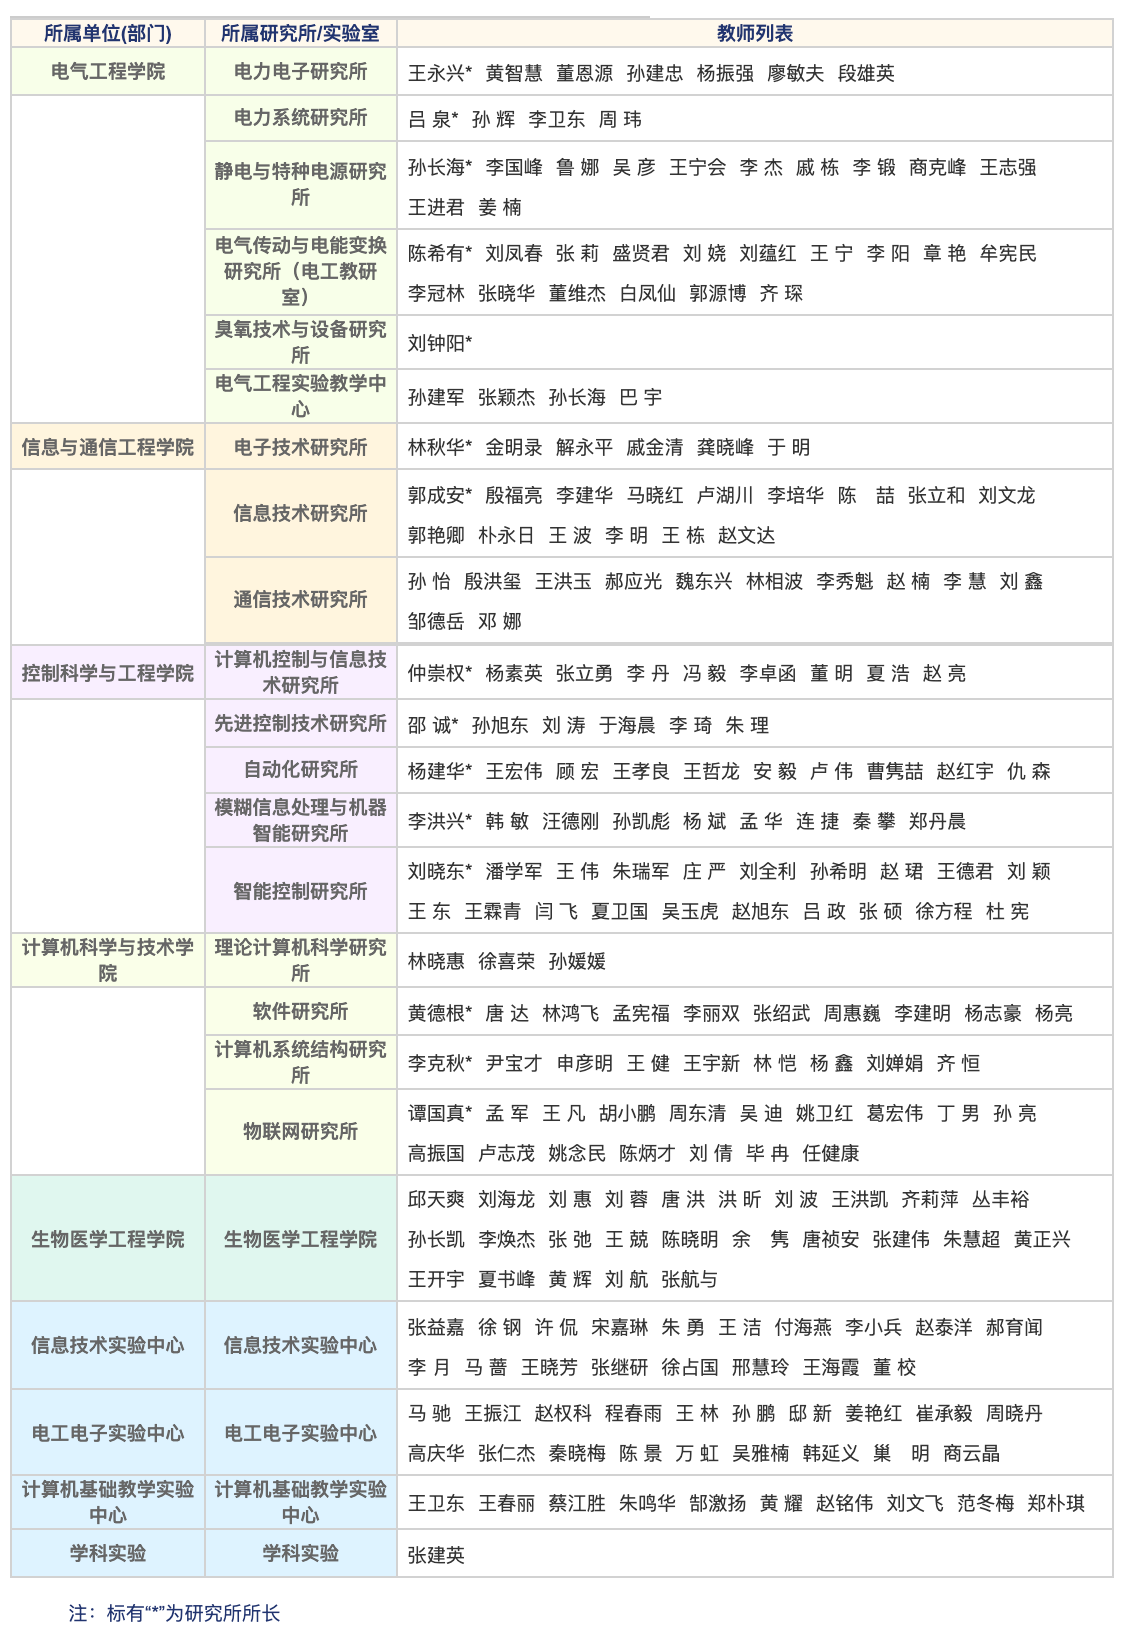 所属单位(部门) 所属研究所/实验室 教师列表
电气工程学院 电力电子研究所 王永兴* 黄智慧 董恩源 孙建忠 杨振强 廖敏夫 段雄英
电力系统研究所 吕 泉* 孙 辉 李卫东 周 玮
静电与特种电源研究
所
孙长海* 李国峰 鲁 娜 吴 彦 王宁会 李 杰 戚 栋 李 锻 商克峰 王志强
王进君 姜 楠
电气传动与电能变换
研究所（电工教研
室）
陈希有* 刘凤春 张 莉 盛贤君 刘 娆 刘蕴红 王 宁 李 阳 章 艳 牟宪民
李冠林 张晓华 董维杰 白凤仙 郭源博 齐 琛
臭氧技术与设备研究
所
刘钟阳*
电气工程实验教学中
心
孙建军 张颖杰 孙长海 巴 宇
信息与通信工程学院 电子技术研究所 林秋华* 金明录 解永平 戚金清 龚晓峰 于 明
信息技术研究所
郭成安* 殷福亮 李建华 马晓红 卢湖川 李培华 陈 喆 张立和 刘文龙
郭艳卿 朴永日 王 波 李 明 王 栋 赵文达
通信技术研究所
孙 怡 殷洪玺 王洪玉 郝应光 魏东兴 林相波 李秀魁 赵 楠 李 慧 刘 鑫
邹德岳 邓 娜
控制科学与工程学院
计算机控制与信息技
术研究所
仲崇权* 杨素英 张立勇 李 丹 冯 毅 李卓函 董 明 夏 浩 赵 亮
先进控制技术研究所 邵 诚* 孙旭东 刘 涛 于海晨 李 琦 朱 理
自动化研究所 杨建华* 王宏伟 顾 宏 王孝良 王哲龙 安 毅 卢 伟 曹隽喆 赵红宇 仇 森
模糊信息处理与机器
智能研究所
李洪兴* 韩 敏 汪德刚 孙凯彪 杨 斌 孟 华 连 捷 秦 攀 郑丹晨
智能控制研究所
刘晓东* 潘学军 王 伟 朱瑞军 庄 严 刘全利 孙希明 赵 珺 王德君 刘 颖
王 东 王霖青 闫 飞 夏卫国 吴玉虎 赵旭东 吕 政 张 硕 徐方程 杜 宪
计算机科学与技术学
院
理论计算机科学研究
所
林晓惠 徐喜荣 孙媛媛
软件研究所 黄德根* 唐 达 林鸿飞 孟宪福 李丽双 张绍武 周惠巍 李建明 杨志豪 杨亮
计算机系统结构研究
所
李克秋* 尹宝才 申彦明 王 健 王宇新 林 恺 杨 鑫 刘婵娟 齐 恒
物联网研究所
谭国真* 孟 军 王 凡 胡小鹏 周东清 吴 迪 姚卫红 葛宏伟 丁 男 孙 亮
高振国 卢志茂 姚念民 陈炳才 刘 倩 毕 冉 任健康
生物医学工程学院 生物医学工程学院
邱天爽 刘海龙 刘 惠 刘 蓉 唐 洪 洪 昕 刘 波 王洪凯 齐莉萍 丛丰裕
孙长凯 李焕杰 张 弛 王 兢 陈晓明 余 隽 唐祯安 张建伟 朱慧超 黄正兴
王开宇 夏书峰 黄 辉 刘 航 张航与
信息技术实验中心 信息技术实验中心
张益嘉 徐 钢 许 侃 宋嘉琳 朱 勇 王 洁 付海燕 李小兵 赵泰洋 郝育闻
李 月 马 蔷 王晓芳 张继研 徐占国 邢慧玲 王海霞 董 校
电工电子实验中心 电工电子实验中心
马 驰 王振江 赵权科 程春雨 王 林 孙 鹏 邸 新 姜艳红 崔承毅 周晓丹
高庆华 张仁杰 秦晓梅 陈 景 万 虹 吴雅楠 韩延义 巢 明 商云晶
计算机基础教学实验
中心
计算机基础教学实验
中心
王卫东 王春丽 蔡江胜 朱鸣华 郜激扬 黄 耀 赵铭伟 刘文飞 范冬梅 郑朴琪
学科实验 学科实验 张建英
注：标有“*”为研究所所长